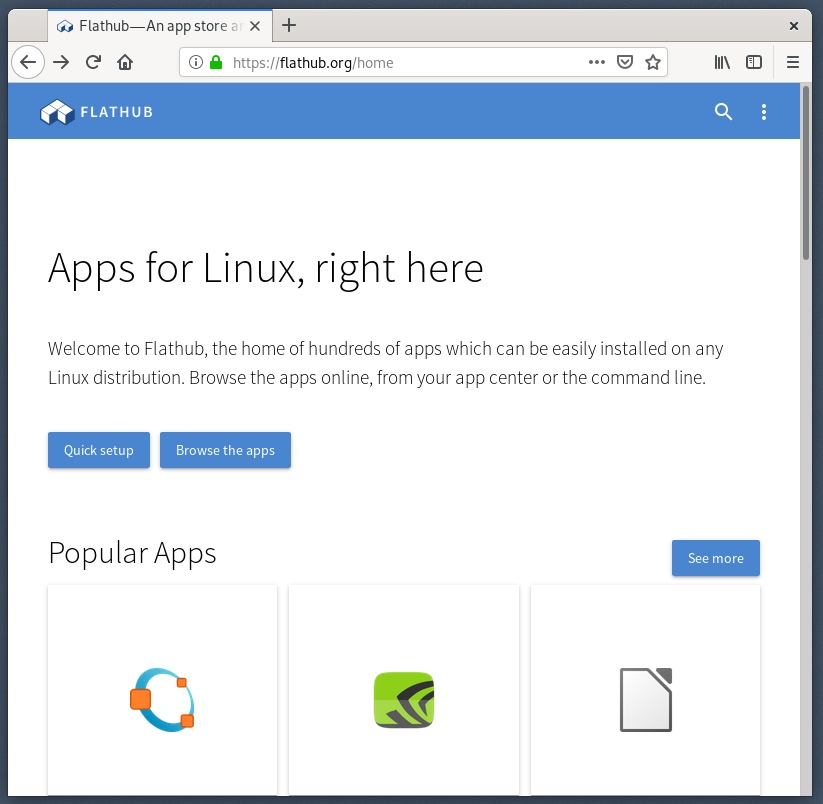 Flathub—An app store an
https://flathub.org/home
FLATHUB
Apps for Linux, right here
Welcome to Flathub, the home of hundreds of apps which can be easily installed on any
Linux distribution. Browse the apps online, from your app center or the command line.
Quick setup
Browse the apps
Popular Apps
See more